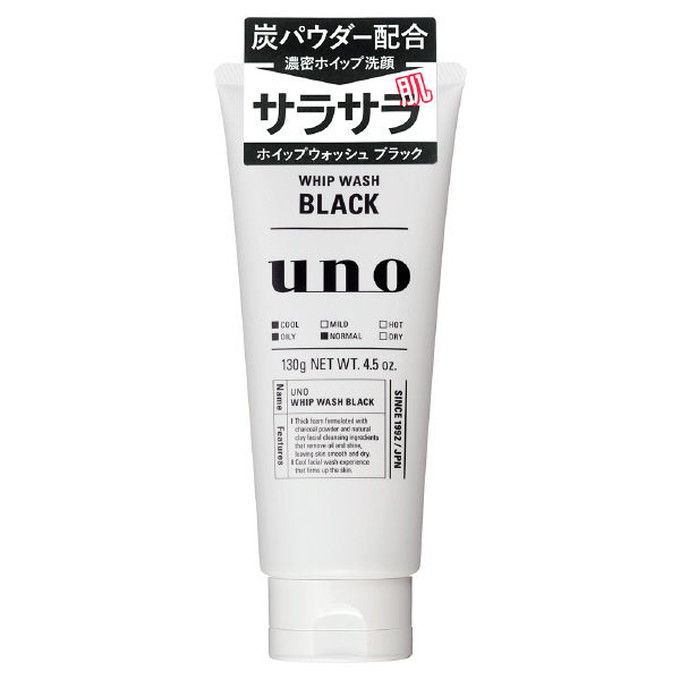 炭パウダー配合
濃密ホイップ洗顔
サラサラ肌
ホイップウォッシュ ブラック
WHIP WASH
BLACK
uno
COOL MILD HOT
OILY NORMAL DRY
130g NET WT. 4.5 oz.
Name
UNO
WHIP WASH BLACK
Features
Thick foam formulated with
charcoal powder and natural
clay facial cleansing ingredients
that remove oil and shine,
leaving skin smooth and dry.
Cool facial wash experience
that firms up the skin.
SINCE 1992 / JPN